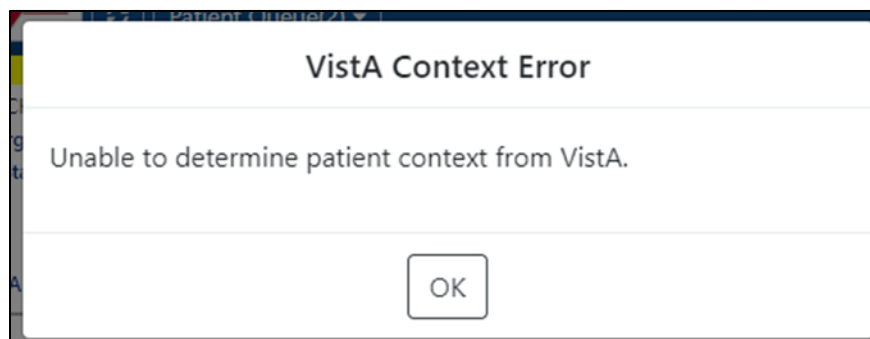 Patient Queue(2)
VistA Context Error
Unable to determine patient context from VistA.
OK